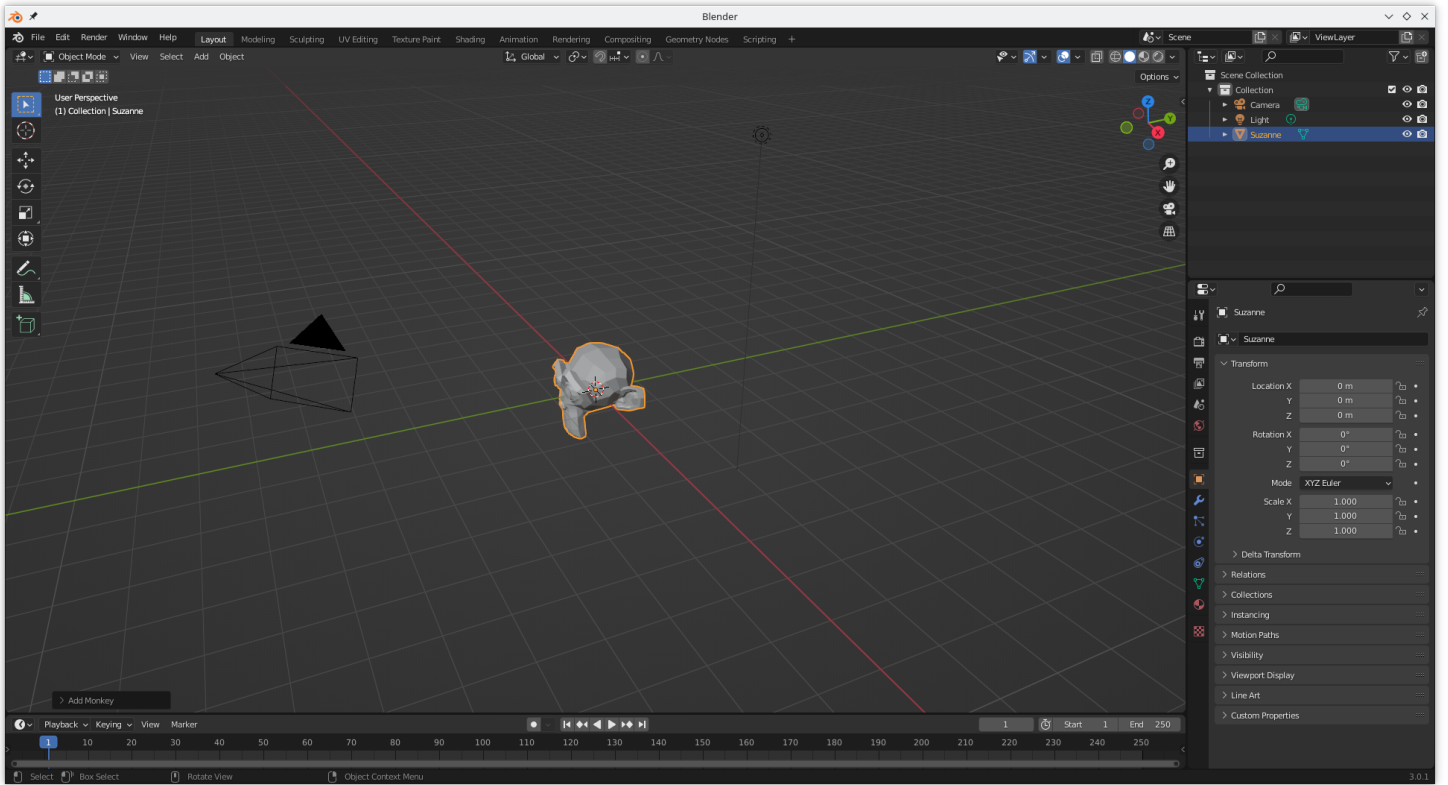 Blender
File Edit Render Window Help Layout Modeling Sculpting UV Editing Texture Paint Shading Animation Rendering Compositing Geometry Nodes Scripting + Scene ViewLayer
Object Mode View Select Add Object Global
Options
User Perspective
(1) Collection | Suzanne
Z
Y
X
Add Monkey
Scene Collection
Collection
Camera
Light
Suzanne
Suzanne
Suzanne
Transform
Location X 0 m
Y 0 m
Z 0 m
Rotation X 0°
Y 0°
Z 0°
Mode XYZ Euler
Scale X 1.000
Y 1.000
Z 1.000
Delta Transform
Relations
Collections
Instancing
Motion Paths
Visibility
Viewport Display
Line Art
Custom Properties
Playback Keying View Marker 1 Start 1 End 250
1 10 20 30 40 50 60 70 80 90 100 110 120 130 140 150 160 170 180 190 200 210 220 230 240 250
Select Box Select Rotate View Object Context Menu 3.0.1